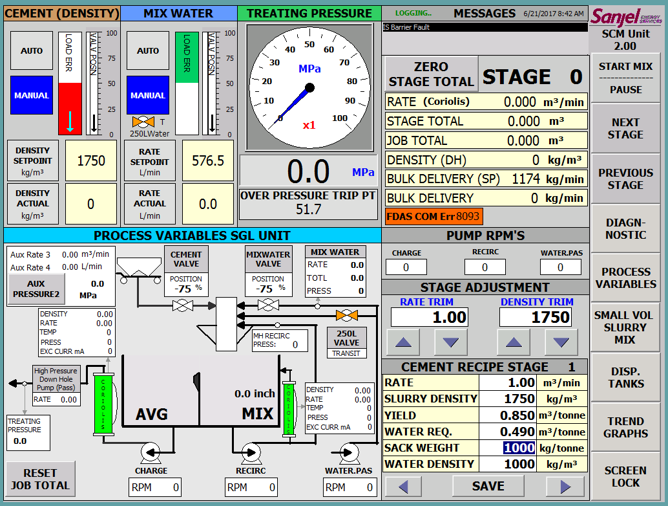 CEMENT (DENSITY)
MIX WATER
TREATING PRESSURE
LOGGING..
MESSAGES
6/21/2017 8:42 AM
IS Barrier Fault
Sanjel ENERGY SERVICES
SCM Unit
2.00
AUTO
MANUAL
LOAD ERR
VALV POSN
100
75
50
25
0
DENSITY
SETPOINT
kg/m³
1750
DENSITY
ACTUAL
kg/m³
0
AUTO
MANUAL
T
250LWater
LOAD ERR
VALV POSN
100
75
50
25
0
RATE
SETPOINT
L/min
576.5
RATE
ACTUAL
L/min
0.0
0
10
20
30
40
50
60
70
80
90
100
MPa
x1
0.0 MPa
OVER PRESSURE TRIP PT
51.7
ZERO
STAGE TOTAL
STAGE 0
RATE (Coriolis) 0.000 m³/min
STAGE TOTAL 0.000 m³
JOB TOTAL 0.000 m³
DENSITY (DH) 0 kg/m³
BULK DELIVERY (SP) 1174 kg/min
BULK DELIVERY 0 kg/min
FDAS COM Err 8093
START MIX
PAUSE
NEXT
STAGE
PREVIOUS
STAGE
DIAGN-
NOSTIC
PROCESS
VARIABLES
SMALL VOL
SLURRY
MIX
DISP.
TANKS
TREND
GRAPHS
SCREEN
LOCK
PROCESS VARIABLES SGL UNIT
Aux Rate 3 0.00 m³/min
Aux Rate 4 0.00 L/min
AUX
PRESSURE2
0.0
MPa
CEMENT
VALVE
POSITION
-75 %
MIXWATER
VALVE
POSITION
-75 %
MIX WATER
RATE 0.0
TOTL 0.0
PRESS 0
DENSITY 0.00
RATE 0.00
TEMP 0
PRESS 0
EXC CURR mA 0
MH RECIRC
PRESS: 0
250L
VALVE
TRANSIT
High Pressure
Down Hole
Pump (Pass)
RATE 0.00
TREATING
PRESSURE
0.0
CORIOLIS
AVG
0.0 inch
MIX
CORIOLIS
DENSITY 0.00
RATE 0.00
TEMP 0
PRESS 0
EXC CURR mA 0
RESET
JOB TOTAL
CHARGE
RPM 0
RECIRC
RPM 0
WATER.PAS
RPM 0
PUMP RPM'S
CHARGE
0
RECIRC
0
WATER.PAS
0
STAGE ADJUSTMENT
RATE TRIM
1.00
DENSITY TRIM
1750
CEMENT RECIPE STAGE 1
RATE 1.00 m³/min
SLURRY DENSITY 1750 kg/m³
YIELD 0.850 m³/tonne
WATER REQ. 0.490 m³/tonne
SACK WEIGHT 1000 kg/tonne
WATER DENSITY 1000 kg/m³
SAVE